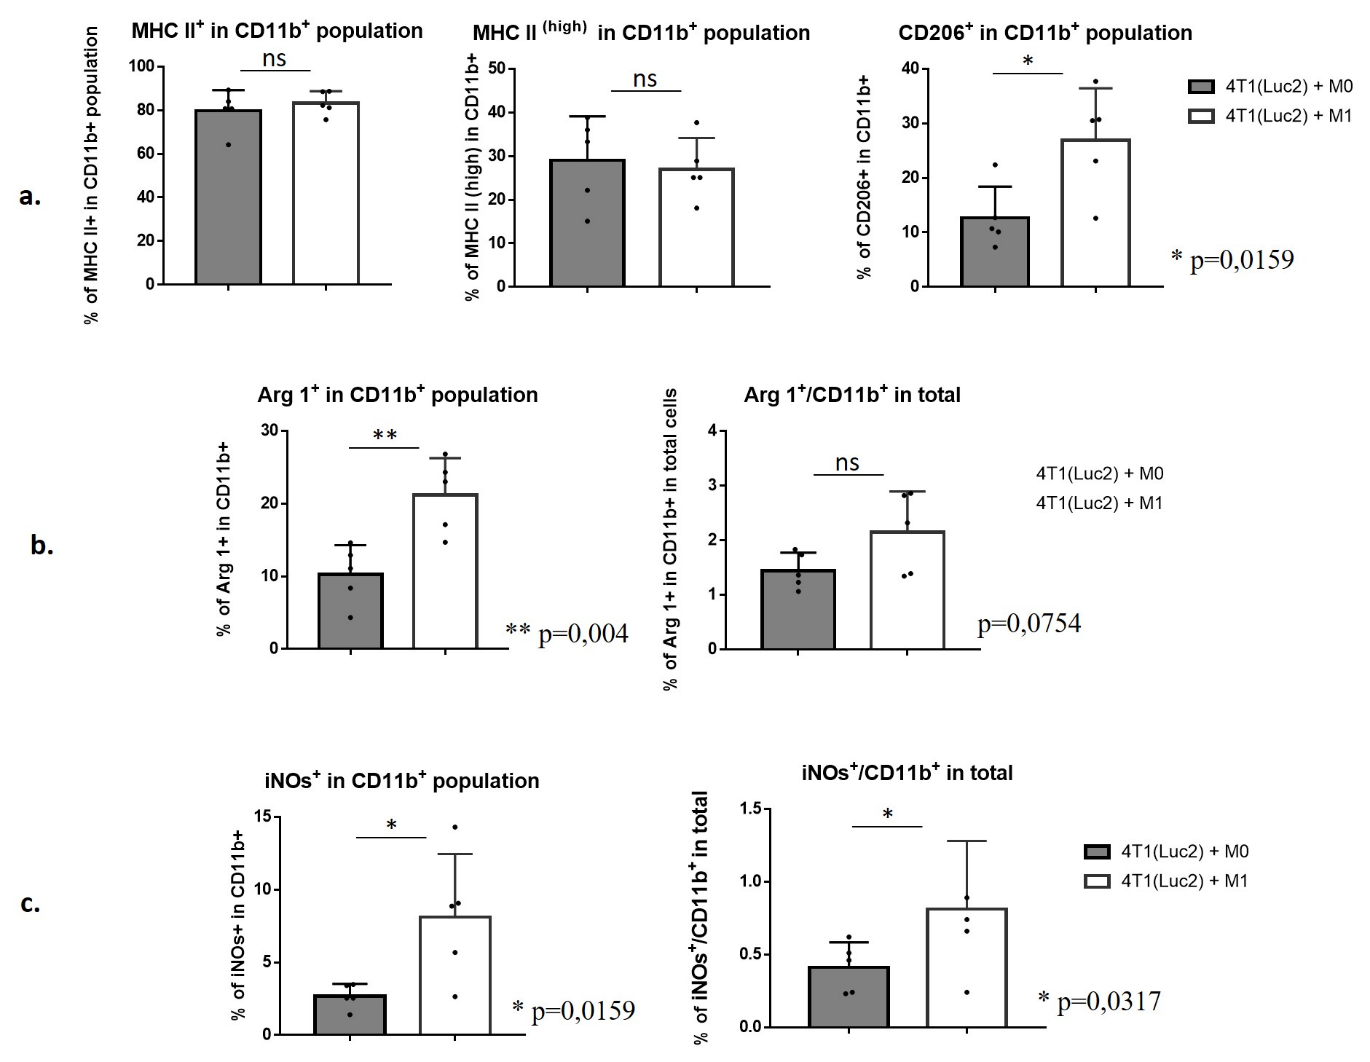 MHC II+ in CD11b+ population
MHC II (high) in CD11b+ population
CD206+ in CD11b+ population
a.
% of MHC II+ in CD11b+ population
100
80
60
40
20
0
ns
% of MHC II (high) in CD11b+
50
40
30
20
10
0
ns
% of CD206+ in CD11b+
40
30
20
10
0
*
4T1(Luc2) + M0
4T1(Luc2) + M1
* p=0,0159
b.
Arg 1+ in CD11b+ population
% of Arg 1+ in CD11b+
30
20
10
0
**
** p=0,004
Arg 1+/CD11b+ in total
% of Arg 1+ in CD11b+ in total cells
4
3
2
1
0
ns
4T1(Luc2) + M0
4T1(Luc2) + M1
p=0,0754
c.
iNOs+ in CD11b+ population
% of iNOs+ in CD11b+
15
10
5
0
*
* p=0,0159
iNOs+/CD11b+ in total
% of iNOs+/CD11b+ in total
1.5
1.0
0.5
0.0
*
4T1(Luc2) + M0
4T1(Luc2) + M1
* p=0,0317